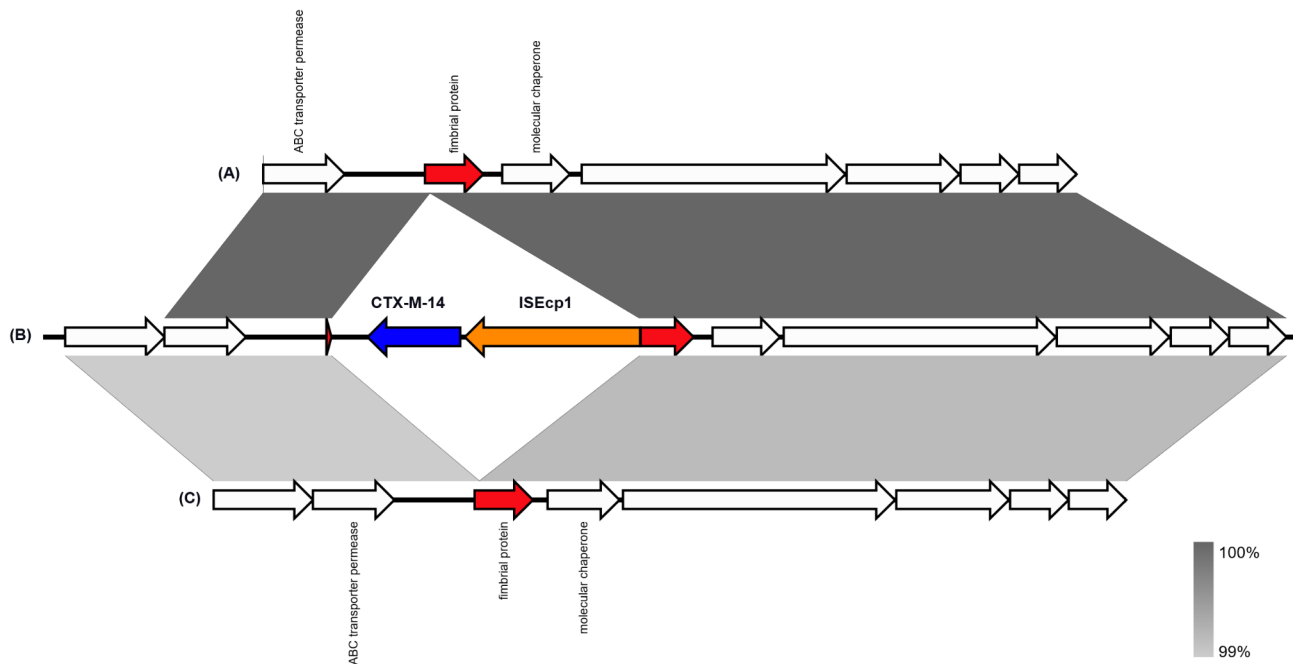 ABC transporter permease
fimbrial protein
molecular chaperone
(A)
CTX-M-14
ISEcp1
(B)
(C)
ABC transporter permease
fimbrial protein
molecular chaperone
100%
99%